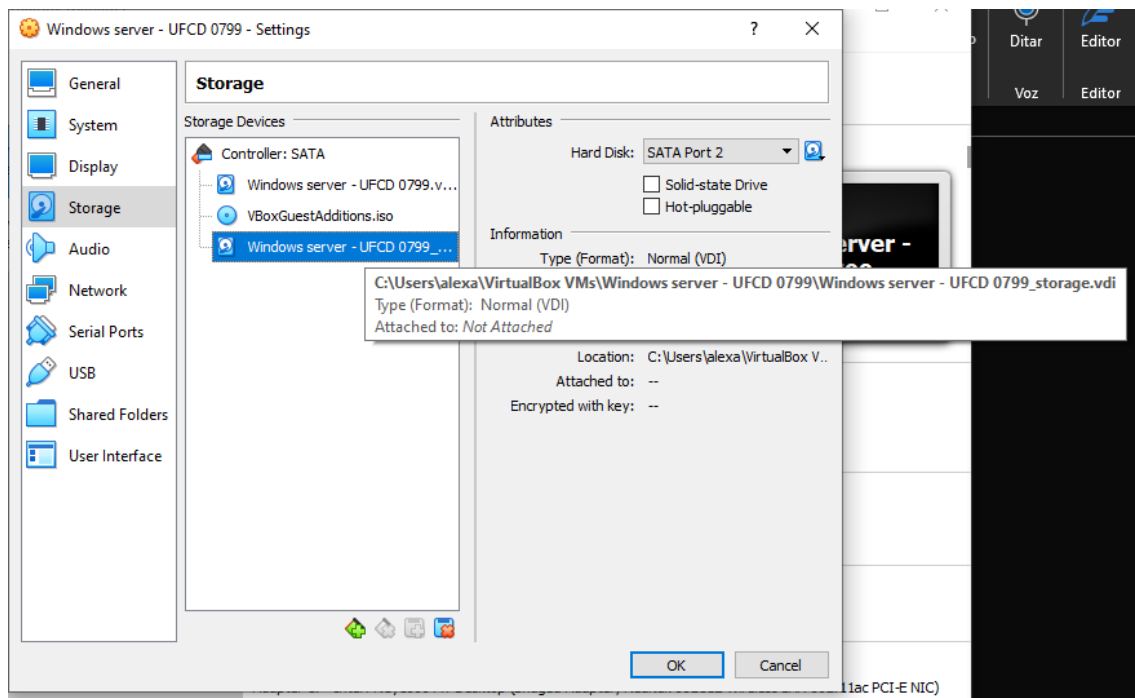 Windows server - UFCD 0799 - Settings
?
Ditar
Editor
Voz
Editor
General
System
Display
Storage
Audio
Network
Serial Ports
USB
Shared Folders
User Interface
Storage
Storage Devices
Controller: SATA
Windows server - UFCD 0799.v...
VBoxGuestAdditions.iso
Windows server - UFCD 0799_...
Attributes
Hard Disk: SATA Port 2
Solid-state Drive
Hot-pluggable
Information
Type (Format): Normal (VDI)
C:\Users\alexa\VirtualBox VMs\Windows server - UFCD 0799\Windows server - UFCD 0799_storage.vdi
Type (Format): Normal (VDI)
Attached to: Not Attached
Location: C:\Users\alexa\VirtualBox V..
Attached to: --
Encrypted with key: --
erver -
OK
Cancel
11ac PCI-E NIC)